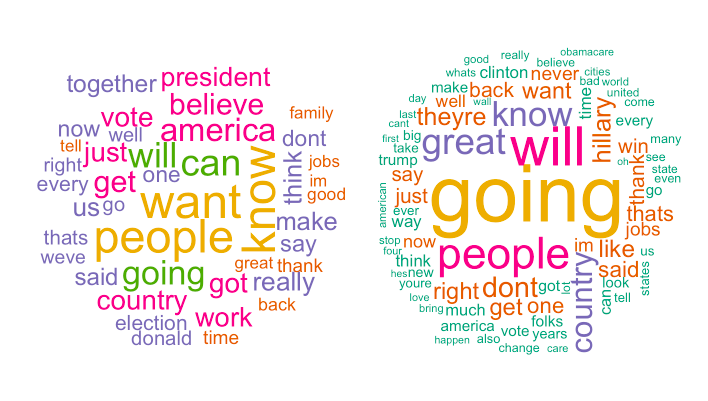 together
president
believe
family
vote
america
now
well
dont
tell
just
will
can
right
one
think
jobs
every
get
know
im
good
us
go
want
make
thats
people
say
weve
said
going
great
thank
got
really
country
back
work
election
donald
time
good
really
obamacare
whats
clinton
believe
cities
make
never
bad
world
day
back
want
united
last
well
wall
time
come
cant
theyre
know
hillary
every
first
big
great
will
win
many
take
oh
see
trump
thank
state
say
even
american
just
going
go
ever
thats
way
jobs
stop
now
people
im
like
us
four
think
country
said
hes
new
states
youre
right
dont
got
lot
can
look
love
get
one
tell
bring
much
america
vote
folks
years
happen
also
change
care